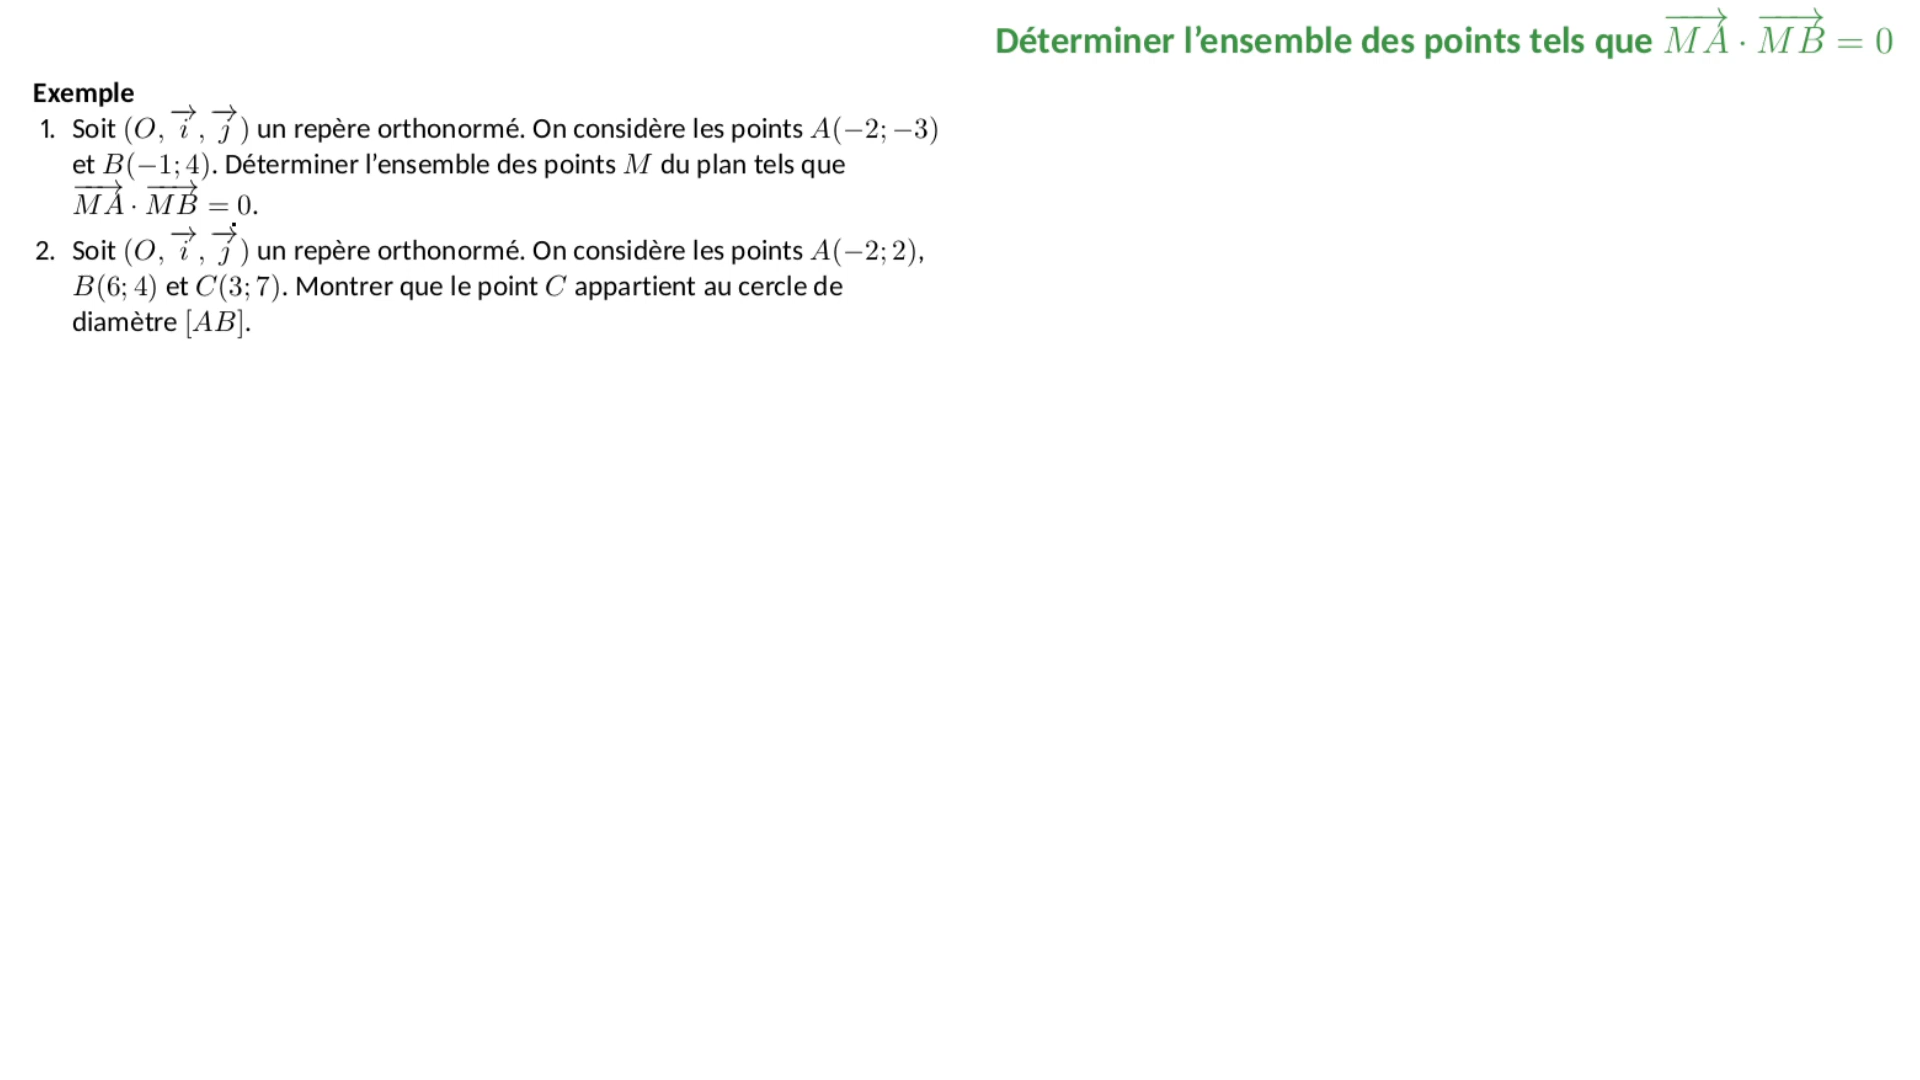 Déterminer l'ensemble des points tels que $\overrightarrow{MA} \cdot \overrightarrow{MB} = 0$
Exemple
1. Soit $(O, \overrightarrow{i}, \overrightarrow{j})$ un repère orthonormé. On considère les points $A(-2; -3)$
et $B(-1; 4)$. Déterminer l'ensemble des points $M$ du plan tels que
$\overrightarrow{MA} \cdot \overrightarrow{MB} = 0$.
2. Soit $(O, \overrightarrow{i}, \overrightarrow{j})$ un repère orthonormé. On considère les points $A(-2; 2)$,
$B(6; 4)$ et $C(3; 7)$. Montrer que le point $C$ appartient au cercle de
diamètre $[AB]$.